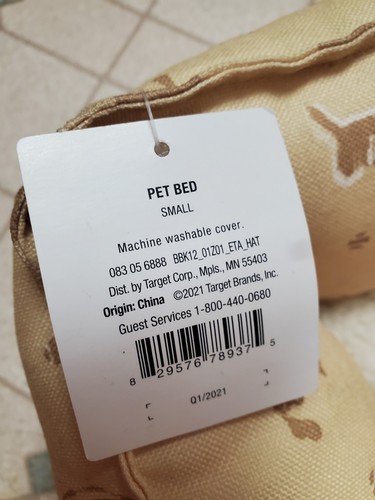 PET BED
SMALL
Machine washable cover.
083 05 6888 BBK12_01Z01_ETA_HAT
Dist. by Target Corp., Mpls., MN 55403
Origin: China ©2021 Target Brands, Inc.
Guest Services 1-800-440-0680
8 29576 78937 5
01/2021